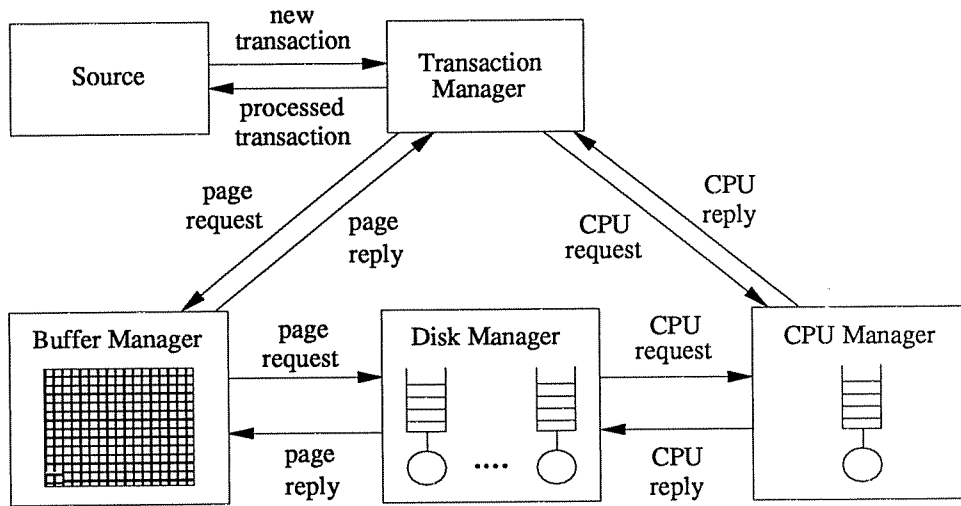 new
transaction
Source
Transaction
Manager
processed
transaction
page
request
page
reply
CPU
request
CPU
reply
Buffer Manager
page
request
Disk Manager
CPU
request
CPU Manager
page
reply
....
CPU
reply